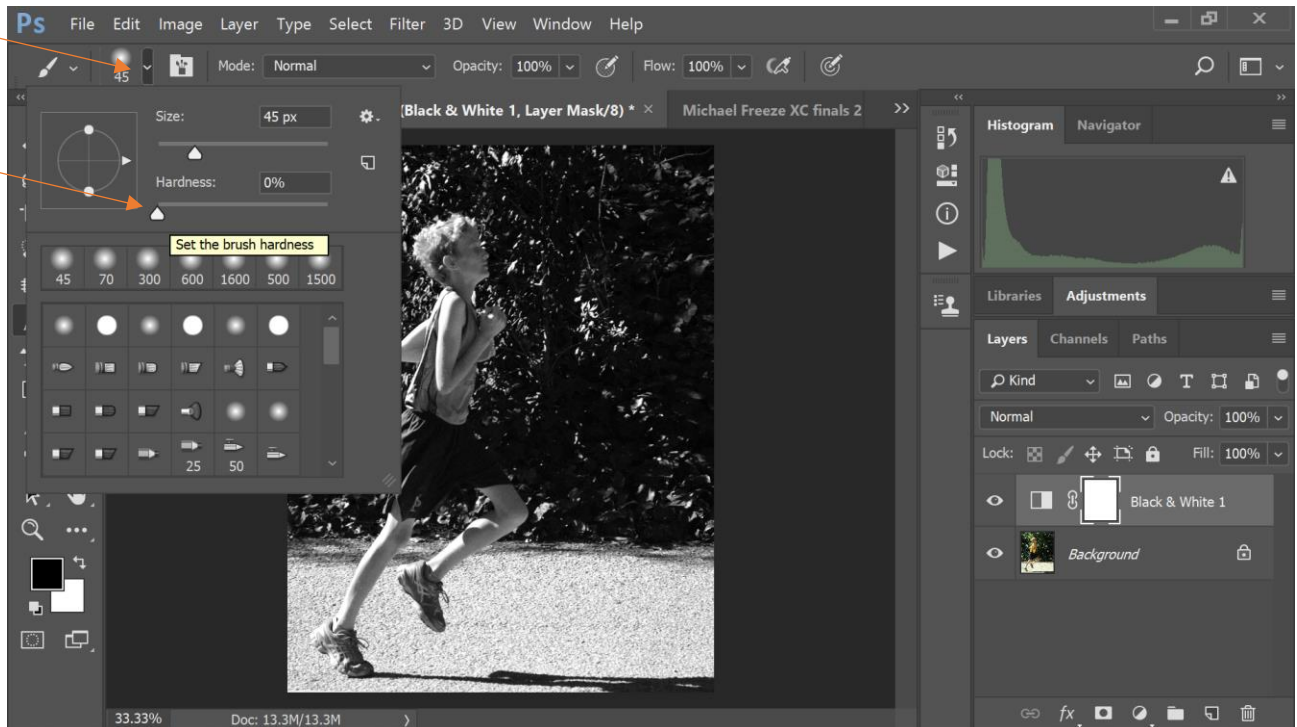 Ps File Edit Image Layer Type Select Filter 3D View Window Help
45 Mode: Normal Opacity: 100% Flow: 100%
(Black & White 1, Layer Mask/8) * × Michael Freeze XC finals 2 >>
Size: 45 px
Hardness: 0%
Set the brush hardness
45 70 300 600 1600 500 1500
25 50
Histogram Navigator
Libraries Adjustments
Layers Channels Paths
Kind
Normal Opacity: 100%
Lock: Fill: 100%
Black & White 1
Background
fx
33.33% Doc: 13.3M/13.3M